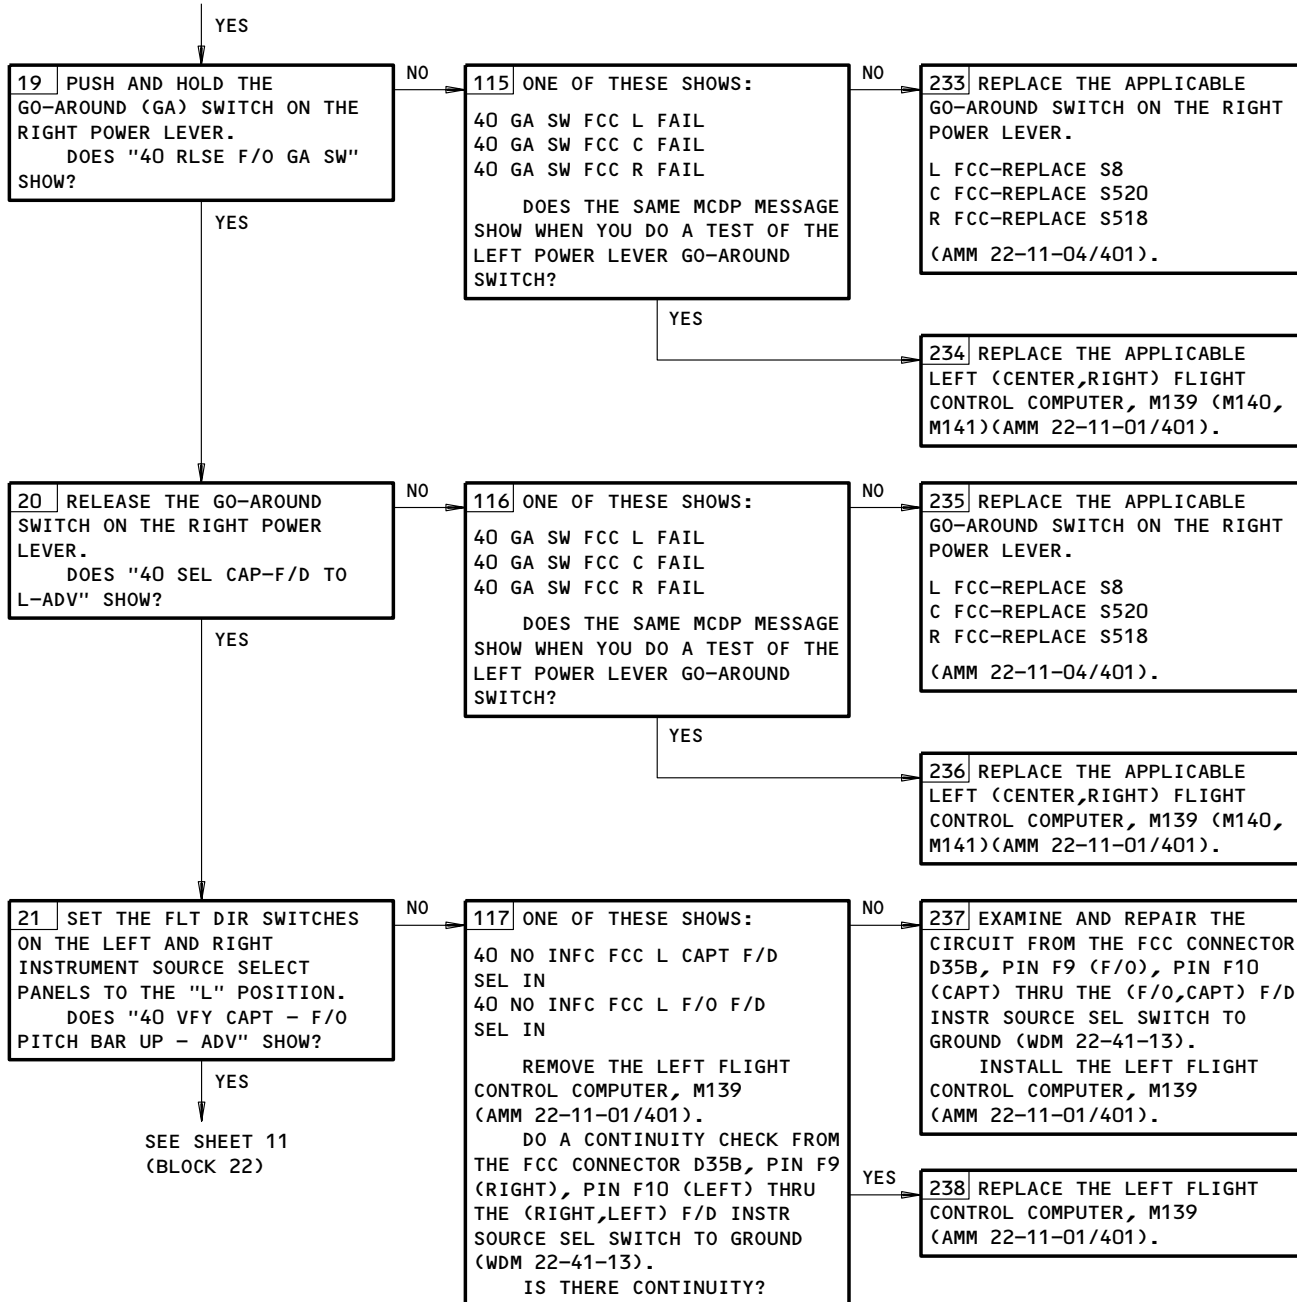 YES
19 PUSH AND HOLD THE
GO-AROUND (GA) SWITCH ON THE
RIGHT POWER LEVER.
DOES "40 RLSE F/O GA SW"
SHOW?
NO
YES
115 ONE OF THESE SHOWS:
40 GA SW FCC L FAIL
40 GA SW FCC C FAIL
40 GA SW FCC R FAIL
DOES THE SAME MCDP MESSAGE
SHOW WHEN YOU DO A TEST OF THE
LEFT POWER LEVER GO-AROUND
SWITCH?
NO
YES
233 REPLACE THE APPLICABLE
GO-AROUND SWITCH ON THE RIGHT
POWER LEVER.
L FCC-REPLACE S8
C FCC-REPLACE S520
R FCC-REPLACE S518
(AMM 22-11-04/401).
234 REPLACE THE APPLICABLE
LEFT (CENTER,RIGHT) FLIGHT
CONTROL COMPUTER, M139 (M140,
M141)(AMM 22-11-01/401).
20 RELEASE THE GO-AROUND
SWITCH ON THE RIGHT POWER
LEVER.
DOES "40 SEL CAP-F/D TO
L-ADV" SHOW?
NO
YES
116 ONE OF THESE SHOWS:
40 GA SW FCC L FAIL
40 GA SW FCC C FAIL
40 GA SW FCC R FAIL
DOES THE SAME MCDP MESSAGE
SHOW WHEN YOU DO A TEST OF THE
LEFT POWER LEVER GO-AROUND
SWITCH?
NO
YES
235 REPLACE THE APPLICABLE
GO-AROUND SWITCH ON THE RIGHT
POWER LEVER.
L FCC-REPLACE S8
C FCC-REPLACE S520
R FCC-REPLACE S518
(AMM 22-11-04/401).
236 REPLACE THE APPLICABLE
LEFT (CENTER,RIGHT) FLIGHT
CONTROL COMPUTER, M139 (M140,
M141)(AMM 22-11-01/401).
21 SET THE FLT DIR SWITCHES
ON THE LEFT AND RIGHT
INSTRUMENT SOURCE SELECT
PANELS TO THE "L" POSITION.
DOES "40 VFY CAPT - F/O
PITCH BAR UP - ADV" SHOW?
NO
YES
SEE SHEET 11
(BLOCK 22)
117 ONE OF THESE SHOWS:
40 NO INFC FCC L CAPT F/D
SEL IN
40 NO INFC FCC L F/O F/D
SEL IN
REMOVE THE LEFT FLIGHT
CONTROL COMPUTER, M139
(AMM 22-11-01/401).
DO A CONTINUITY CHECK FROM
THE FCC CONNECTOR D35B, PIN F9
(RIGHT), PIN F10 (LEFT) THRU
THE (RIGHT,LEFT) F/D INSTR
SOURCE SEL SWITCH TO GROUND
(WDM 22-41-13).
IS THERE CONTINUITY?
NO
YES
237 EXAMINE AND REPAIR THE
CIRCUIT FROM THE FCC CONNECTOR
D35B, PIN F9 (F/O), PIN F10
(CAPT) THRU THE (F/O,CAPT) F/D
INSTR SOURCE SEL SWITCH TO
GROUND (WDM 22-41-13).
INSTALL THE LEFT FLIGHT
CONTROL COMPUTER, M139
(AMM 22-11-01/401).
238 REPLACE THE LEFT FLIGHT
CONTROL COMPUTER, M139
(AMM 22-11-01/401).